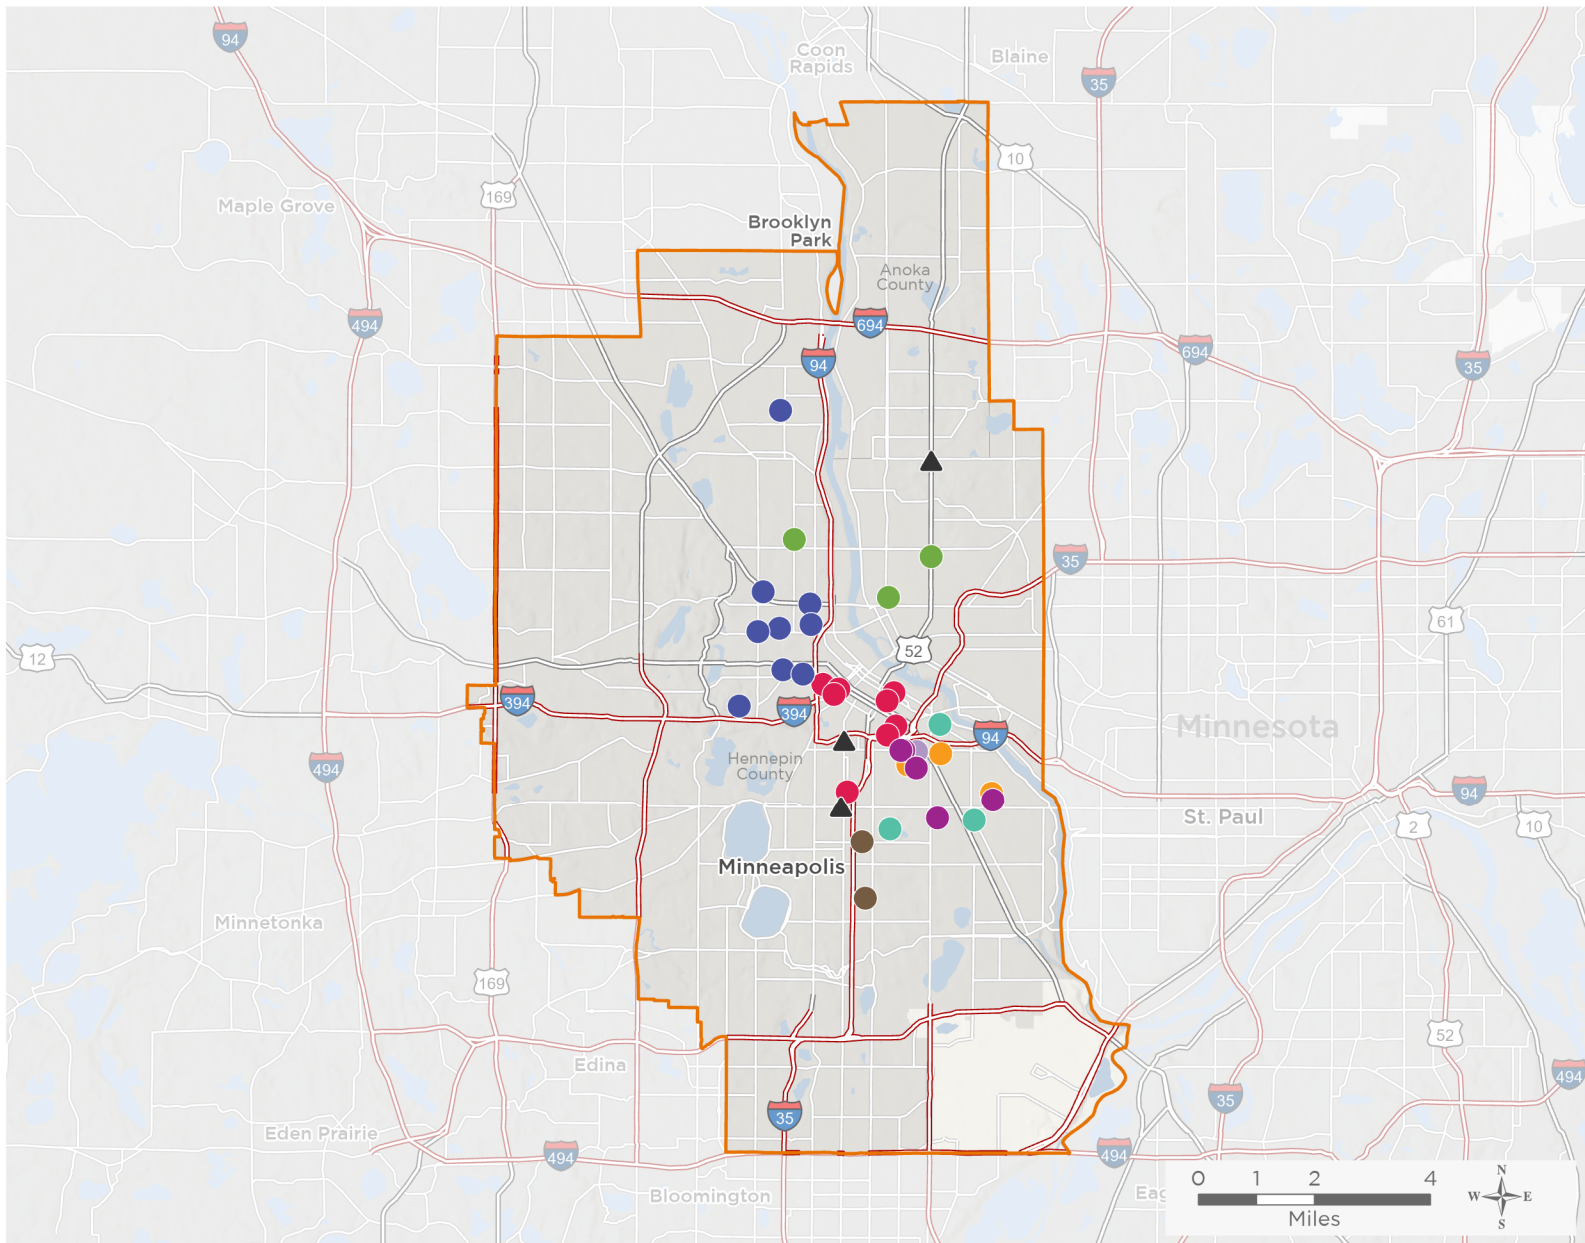 94
Coon
Rapids
Blaine
35
10
169
Maple Grove
Brooklyn
Park
Anoka
County
494
694
694
94
35
35
61
12
52
394
394
94
Minnesota
Hennepin
County
494
94
St. Paul
2
10
Minneapolis
Minnetonka
169
52
Edina
494
35
35
Eden Prairie
494
494
Bloomington
Eag
0 1 2 4
Miles
N
W E
S